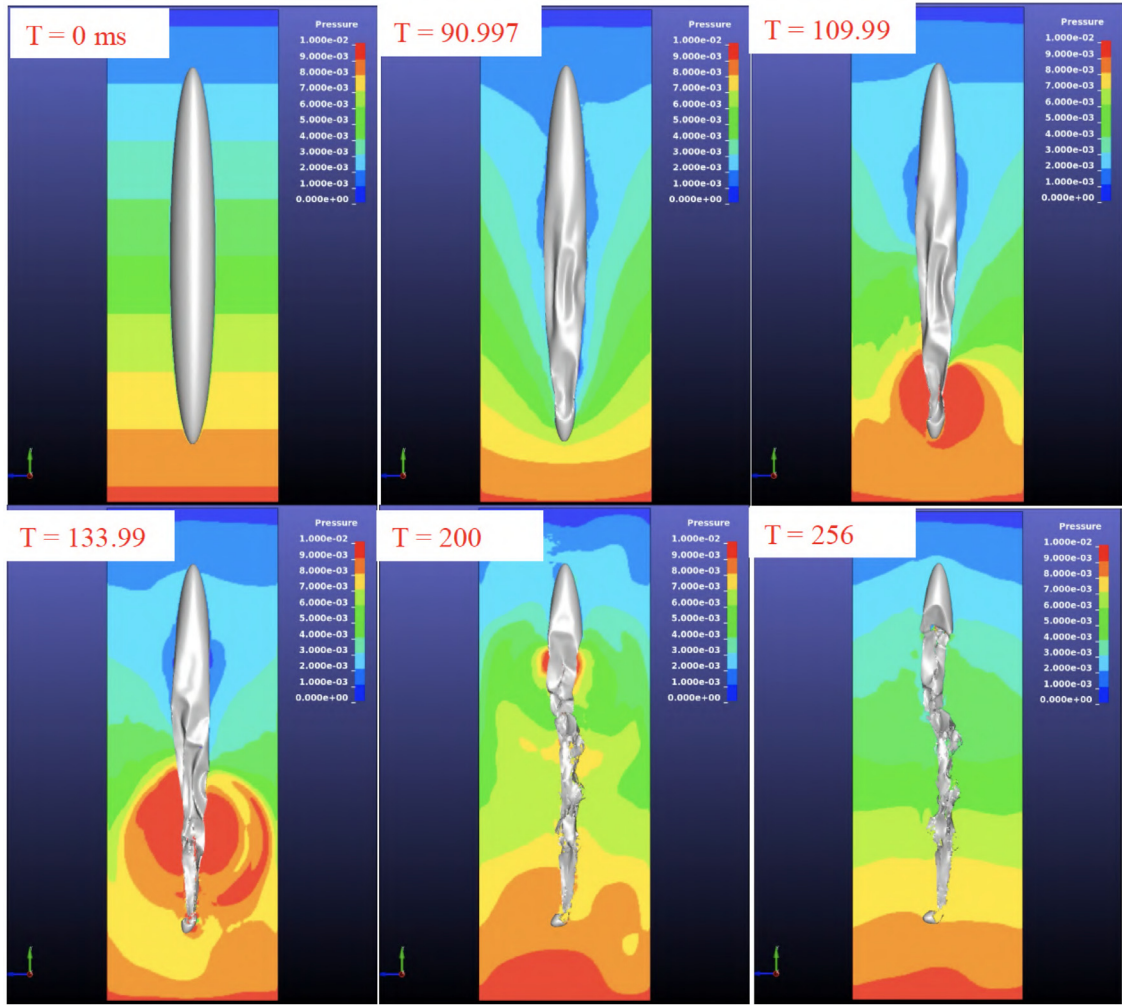 T = 0 ms
Pressure
1.000e-02
9.000e-03
8.000e-03
7.000e-03
6.000e-03
5.000e-03
4.000e-03
3.000e-03
2.000e-03
1.000e-03
0.000e+00
T = 90.997
Pressure
1.000e-02
9.000e-03
8.000e-03
7.000e-03
6.000e-03
5.000e-03
4.000e-03
3.000e-03
2.000e-03
1.000e-03
0.000e+00
T = 109.99
Pressure
1.000e-02
9.000e-03
8.000e-03
7.000e-03
6.000e-03
5.000e-03
4.000e-03
3.000e-03
2.000e-03
1.000e-03
0.000e+00
T = 133.99
Pressure
1.000e-02
9.000e-03
8.000e-03
7.000e-03
6.000e-03
5.000e-03
4.000e-03
3.000e-03
2.000e-03
1.000e-03
0.000e+00
T = 200
Pressure
1.000e-02
9.000e-03
8.000e-03
7.000e-03
6.000e-03
5.000e-03
4.000e-03
3.000e-03
2.000e-03
1.000e-03
0.000e+00
T = 256
Pressure
1.000e-02
9.000e-03
8.000e-03
7.000e-03
6.000e-03
5.000e-03
4.000e-03
3.000e-03
2.000e-03
1.000e-03
0.000e+00